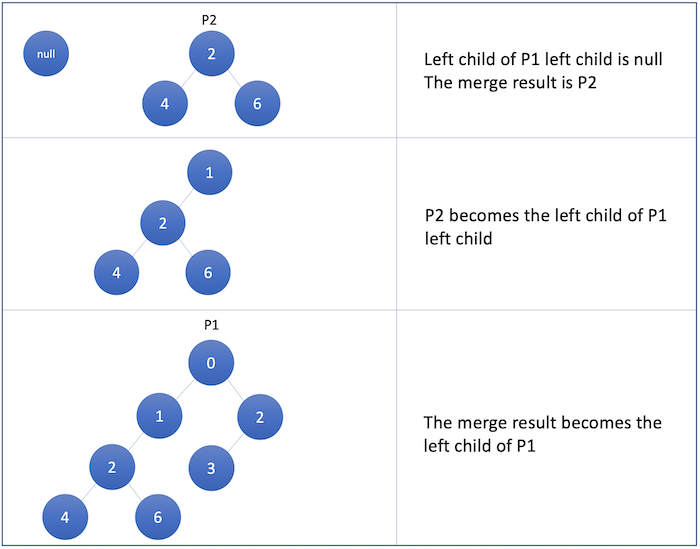 P2
null
2
4
6
Left child of P1 left child is null
The merge result is P2
1
2
4
6
P2 becomes the left child of P1
left child
P1
0
1
2
2
3
4
6
The merge result becomes the
left child of P1